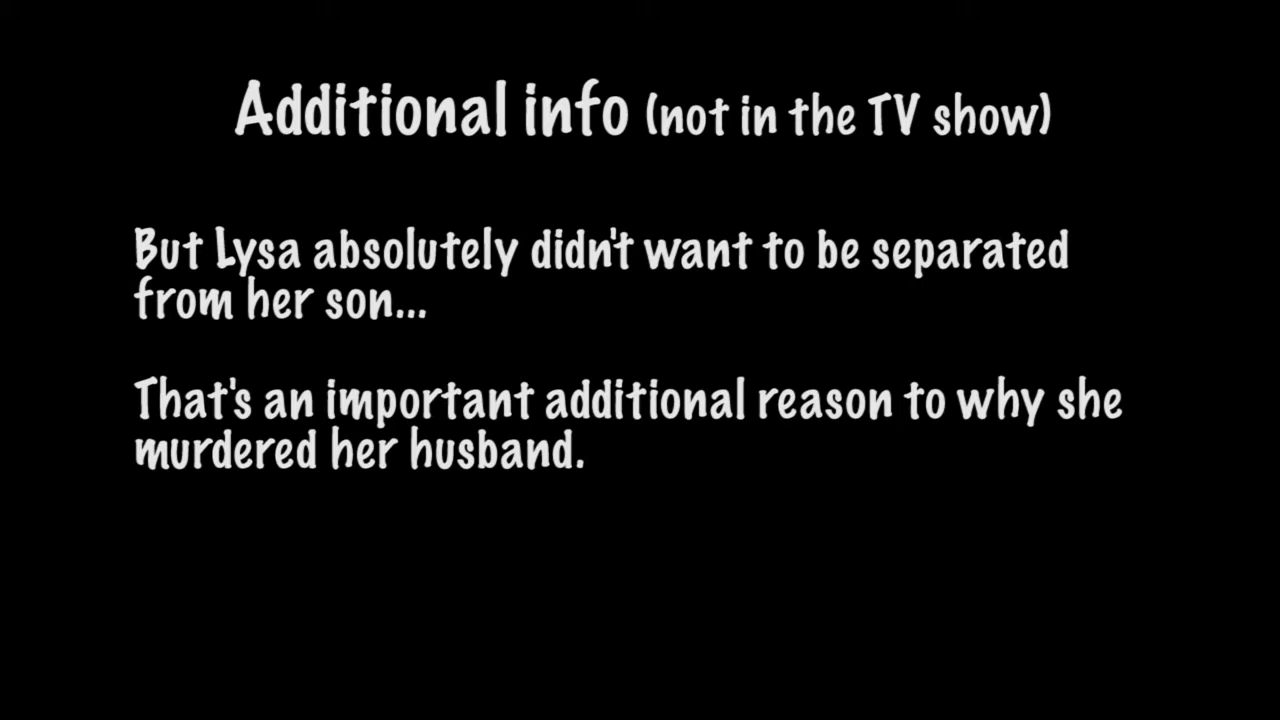 Additional info (not in the TV show)
But Lysa absolutely didn't want to be separated
from her son...
That's an important additional reason to why she
murdered her husband.